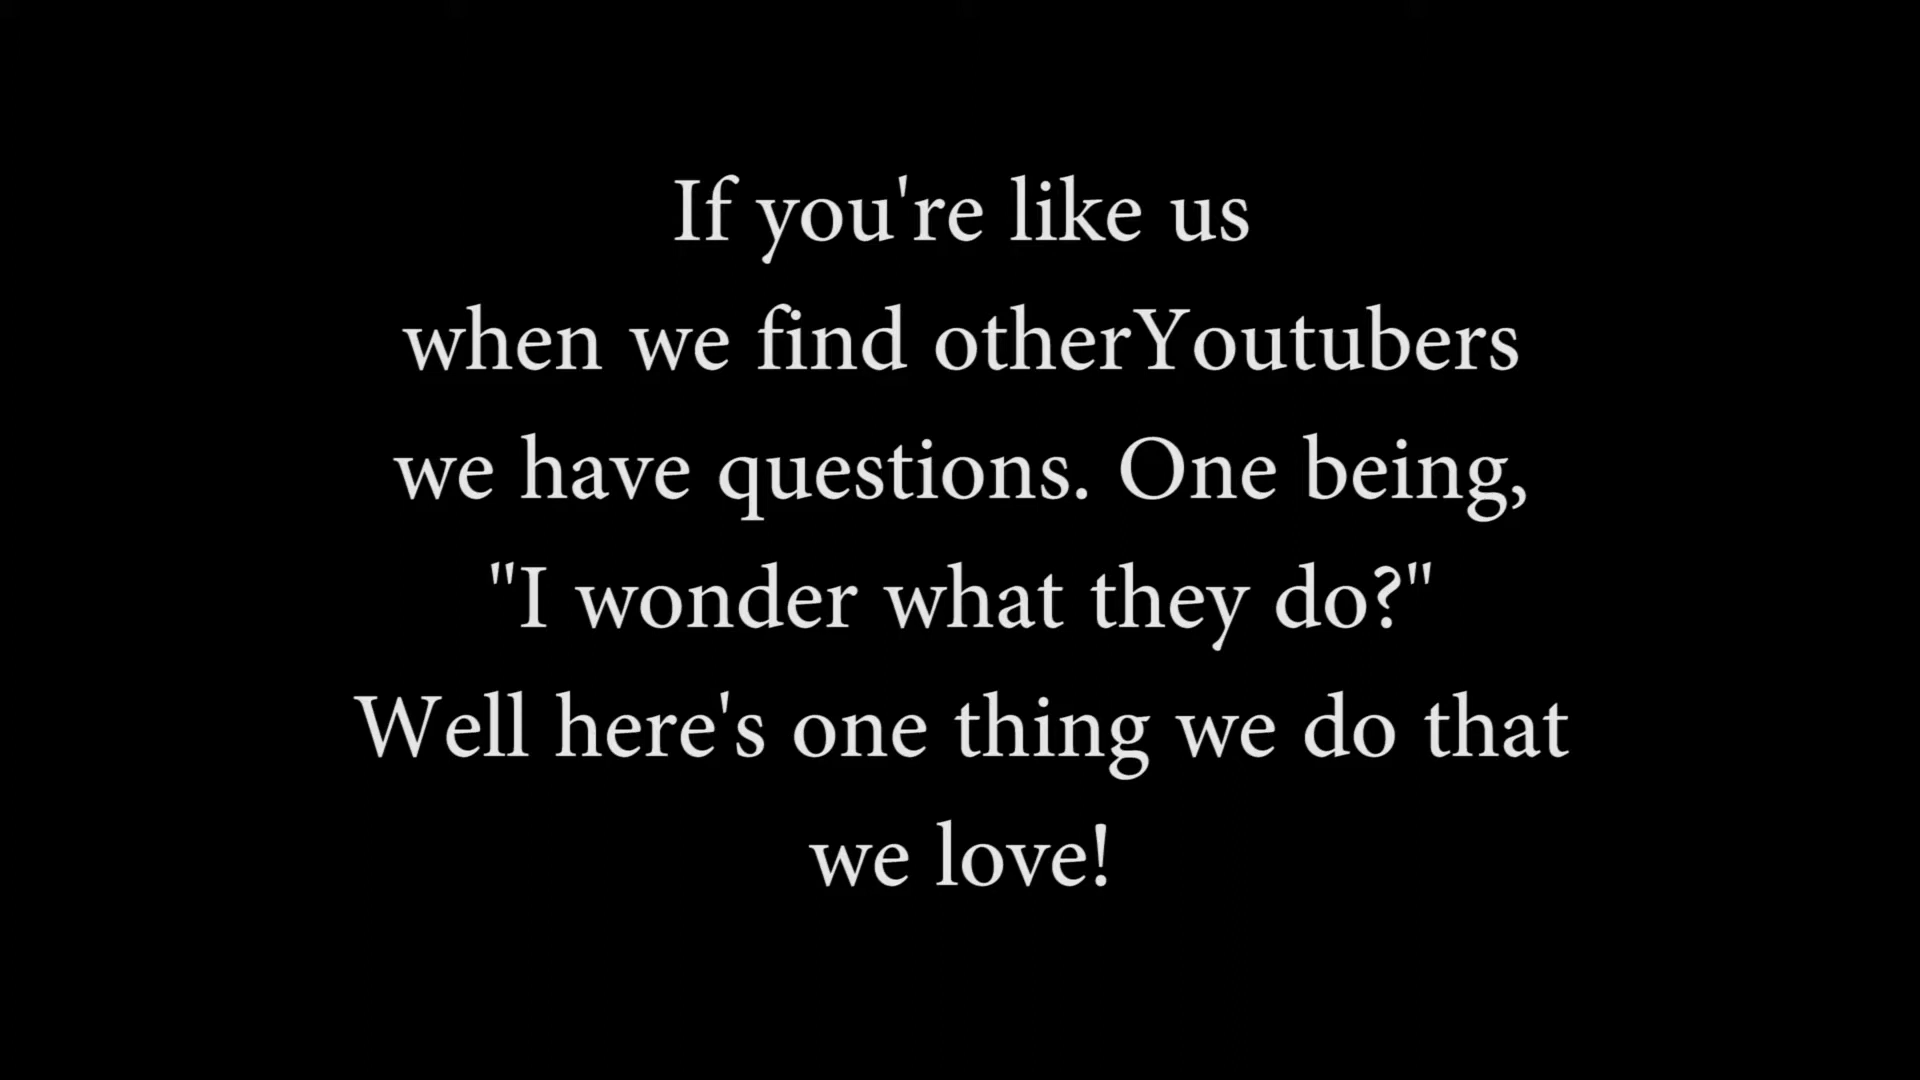 If you're like us
when we find otherYoutubers
we have questions. One being,
"I wonder what they do?"
Well here's one thing we do that
we love!